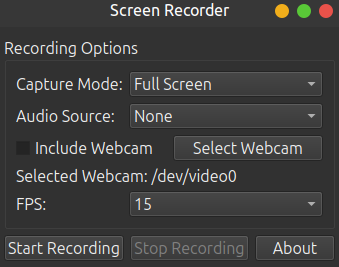 Screen Recorder
Recording Options
Capture Mode: Full Screen
Audio Source: None
Include Webcam Select Webcam
Selected Webcam: /dev/video0
FPS: 15
Start Recording Stop Recording About